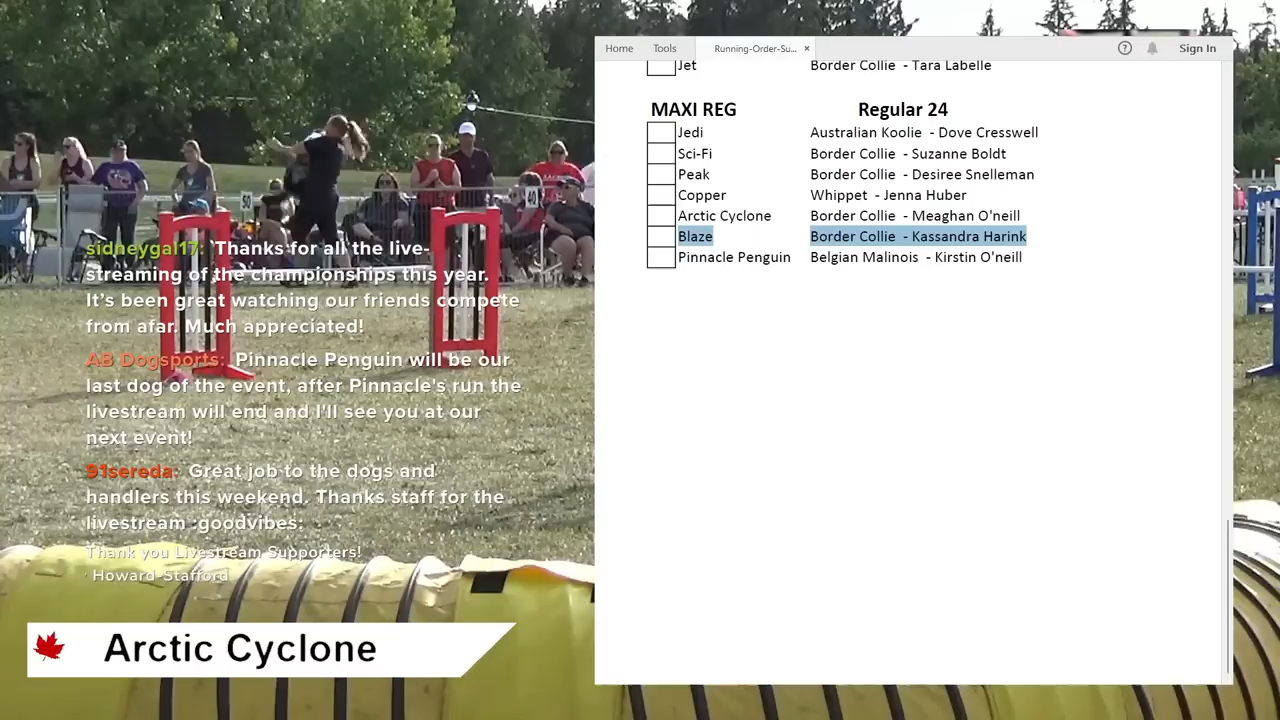 Home Tools Running-Order-Su... × ? Sign In
Jet Border Collie - Tara Labelle
MAXI REG Regular 24
Jedi Australian Koolie - Dove Cresswell
Sci-Fi Border Collie - Suzanne Boldt
Peak Border Collie - Desiree Snelleman
Copper Whippet - Jenna Huber
Arctic Cyclone Border Collie - Meaghan O'neill
Blaze Border Collie - Kassandra Harink
Pinnacle Penguin Belgian Malinois - Kirstin O'neill
50
40
sidneygal17: Thanks for all the live-
streaming of the championships this year.
It's been great watching our friends compete
from afar. Much appreciated!
AB Dogsports: Pinnacle Penguin will be our
last dog of the event, after Pinnacle's run the
livestream will end and I'll see you at our
next event!
91sereda: Great job to the dogs and
handlers this weekend. Thanks staff for the
livestream :goodvibes:
Thank you Livestream Supporters!
· Howard-Stafford
Arctic Cyclone